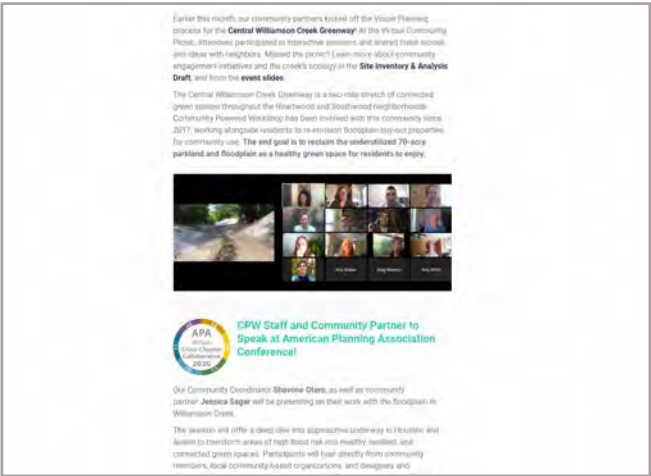 Earlier this month, our community partners kicked off the Vision Planning
process for the Central Williamson Creek Greenway! At the Virtual Community
Picnic, attendees participated in interactive sessions and shared creek stories
and ideas with neighbors. Missed the picnic? Learn more about community
engagement initiatives and the creek's ecology in the Site Inventory & Analysis
Draft, and from the event slides.
The Central Williamson Creek Greenway is a two-mile stretch of connected
green spaces throughout the Heartwood and Southwood neighborhoods.
Community Powered Workshop has been involved with this community since
2017, working alongside residents to re-envision floodplain buy-out properties
for community use. The end goal is to reclaim the underutilized 70-acre
parkland and floodplain as a healthy green space for residents to enjoy.
APA
Cross-Chapter
Collaborative
2020
CPW Staff and Community Partner to
Speak at American Planning Association
Conference!
Our Community Coordinator Shavone Otero, as well as community
partner Jessica Sager will be presenting on their work with the floodplain in
Williamson Creek.
The session will offer a deep dive into approaches underway in Houston and
Austin to transform areas of high flood risk into healthy, resilient, and
connected green spaces. Participants will hear directly from community
members, local community-based organizations, and designers and